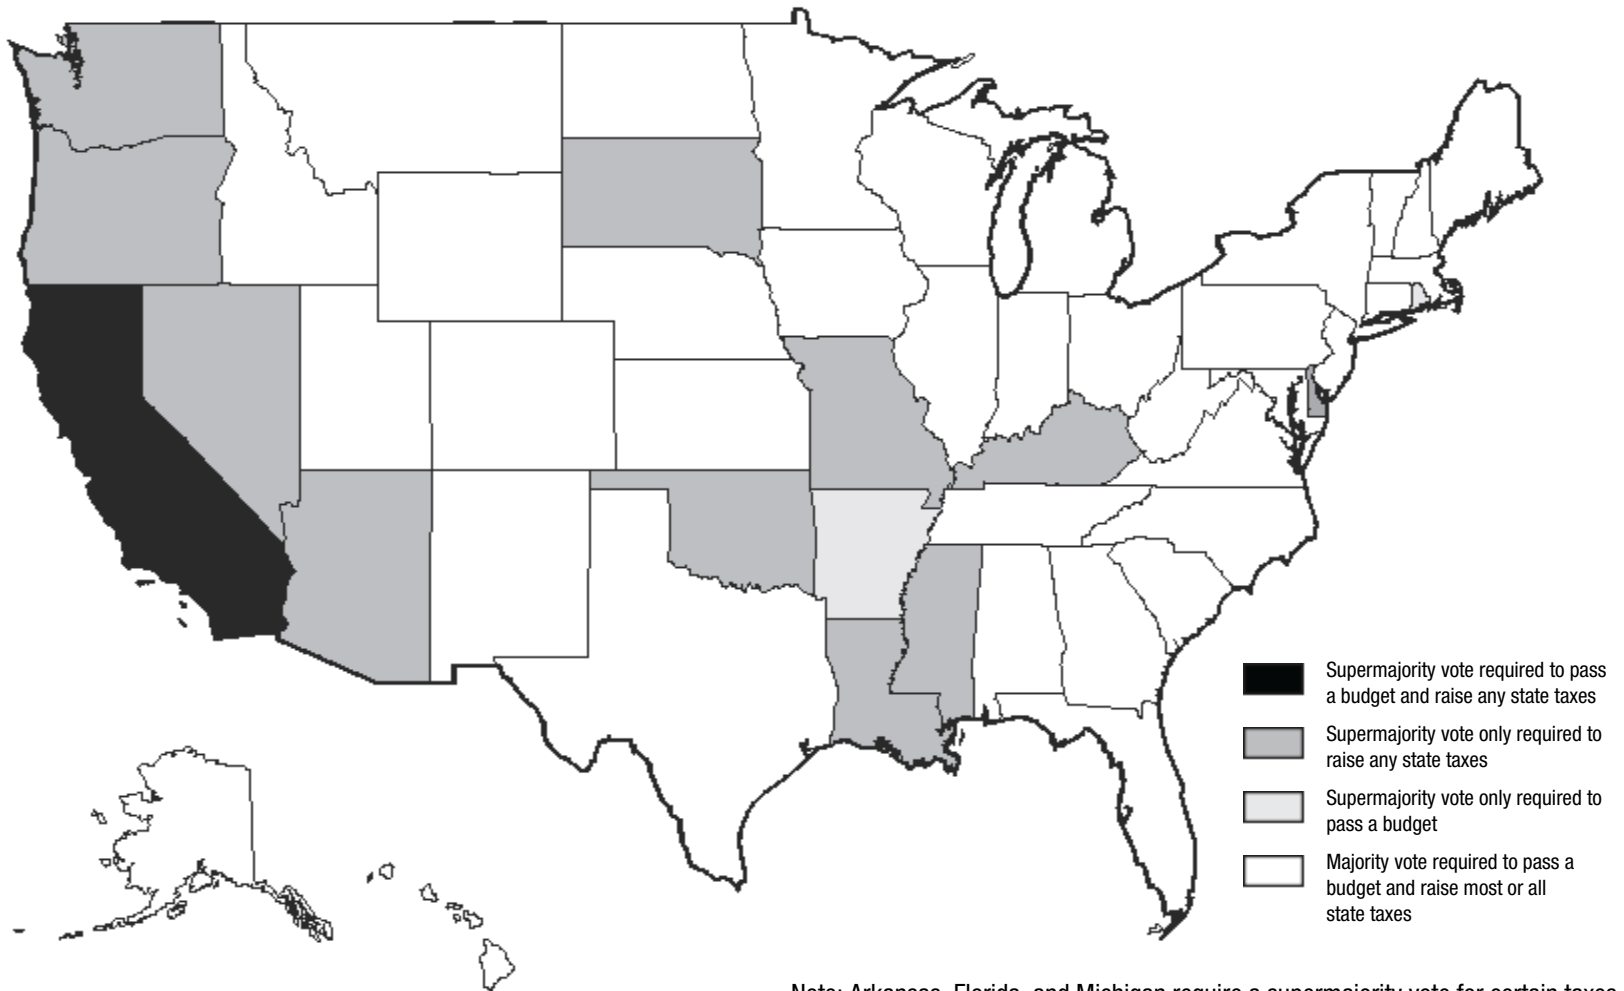 Supermajority vote required to pass
a budget and raise any state taxes
Supermajority vote only required to
raise any state taxes
Supermajority vote only required to
pass a budget
Majority vote required to pass a
budget and raise most or all
state taxes
Note: Arkansas, Florida, and Michigan require a supermajority vote for certain taxes